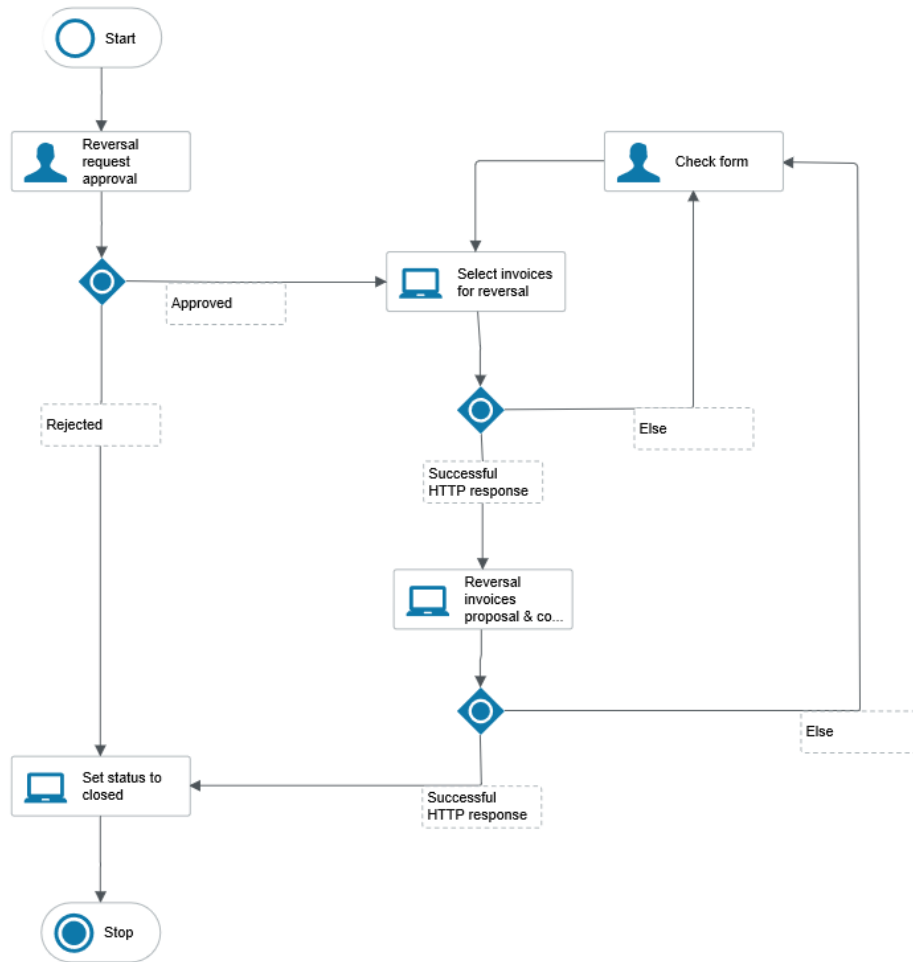 Start
Reversal
request
approval
Check form
Select invoices
for reversal
Approved
Rejected
Else
Successful
HTTP response
Reversal
invoices
proposal & co...
Else
Set status to
closed
Successful
HTTP response
Stop